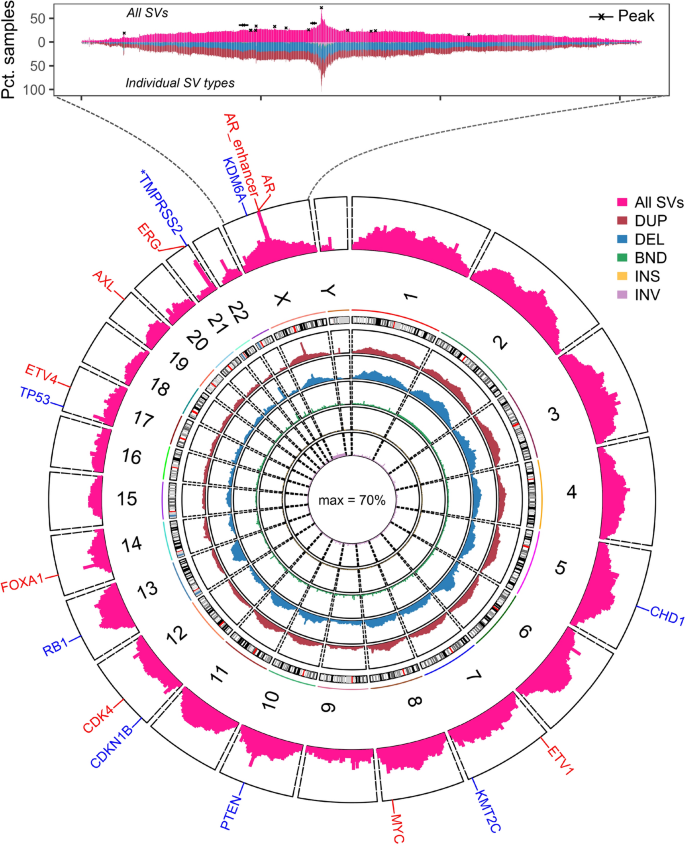 All SVs
Peak
Pct. samples
50
0
50
100
Individual SV types
AR_enhancer
AR
KDM6A
*TMPRSS2
ERG
AXL
ETV4
TP53
FOXA1
RB1
CDK4
CDKN1B
PTEN
MYC
KMT2C
ETV1
CHD1
All SVs
DUP
DEL
BND
INS
INV
1
2
3
4
5
6
7
8
9
10
11
12
13
14
15
16
17
18
19
20
21
22
X
Y
max = 70%